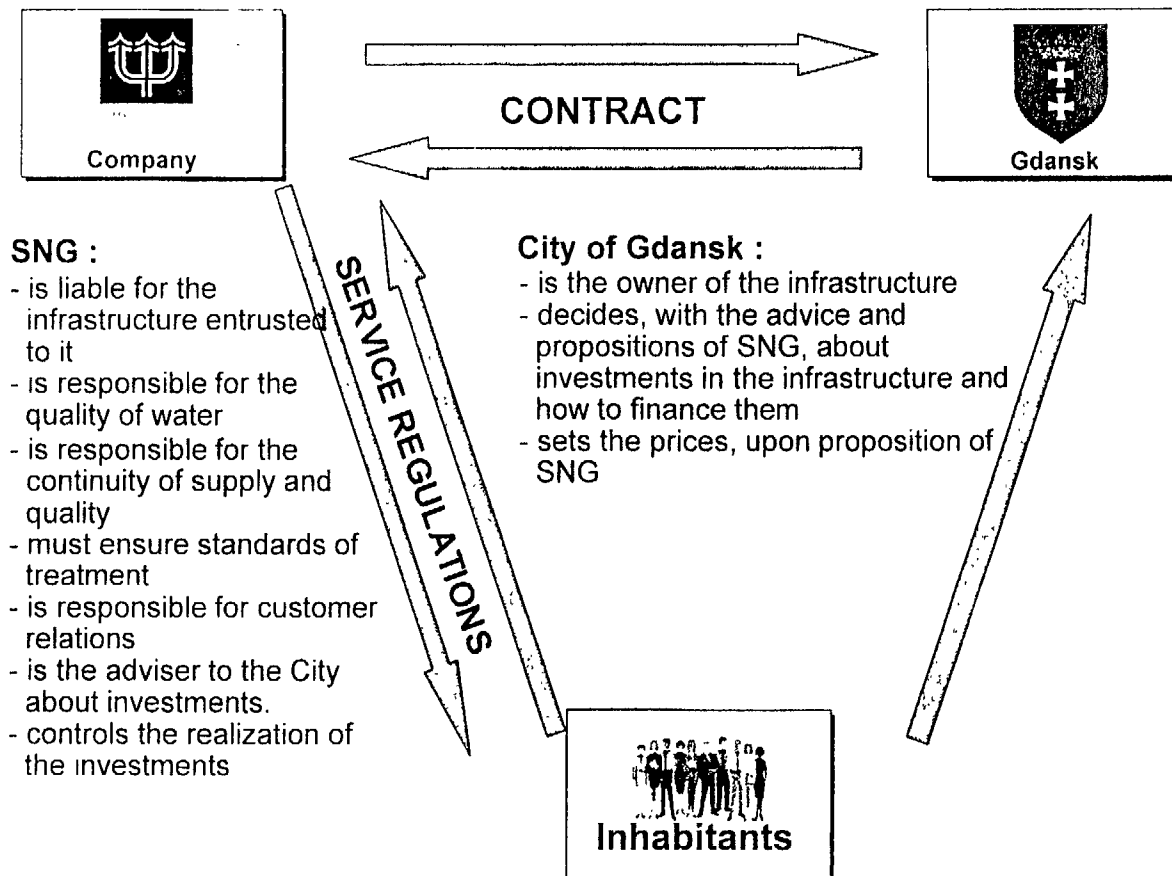 CONTRACT
Company
Gdansk
SNG :
- is liable for the
infrastructure entrusted
to it
- is responsible for the
quality of water
- is responsible for the
continuity of supply and
quality
- must ensure standards of
treatment
- is responsible for customer
relations
- is the adviser to the City
about investments.
- controls the realization of
the investments
SERVICE REGULATIONS
City of Gdansk :
- is the owner of the infrastructure
- decides, with the advice and
propositions of SNG, about
investments in the infrastructure and
how to finance them
- sets the prices, upon proposition of
SNG
Inhabitants